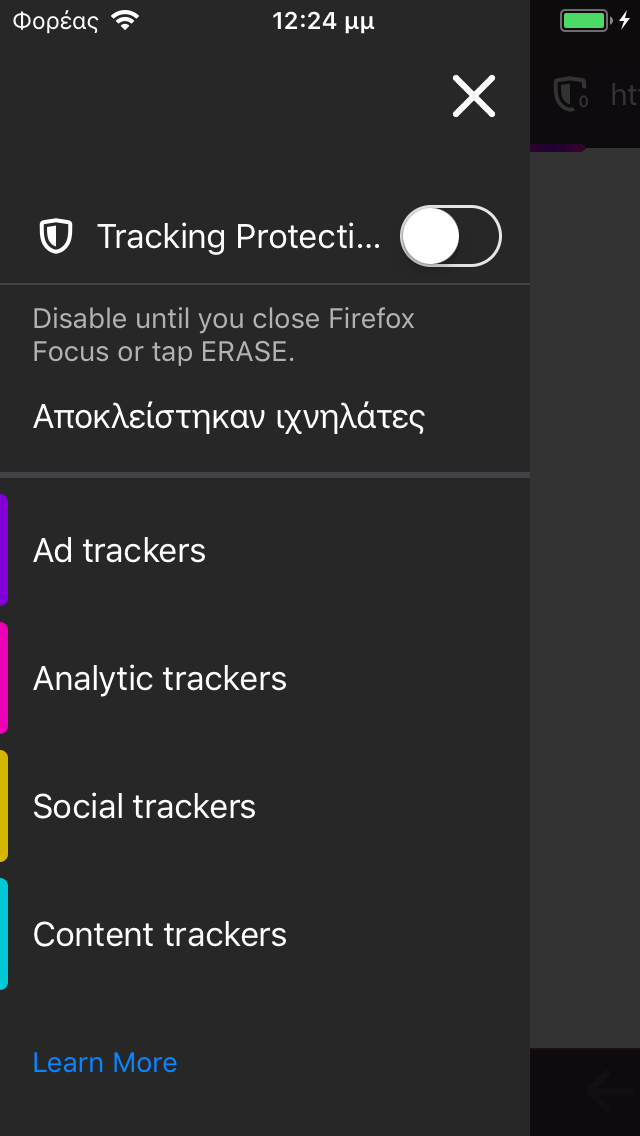 Φορέας 12:24 μμ
0 ht
Tracking Protecti...
Disable until you close Firefox
Focus or tap ERASE.
Αποκλείστηκαν ιχνηλάτες
Ad trackers
Analytic trackers
Social trackers
Content trackers
Learn More